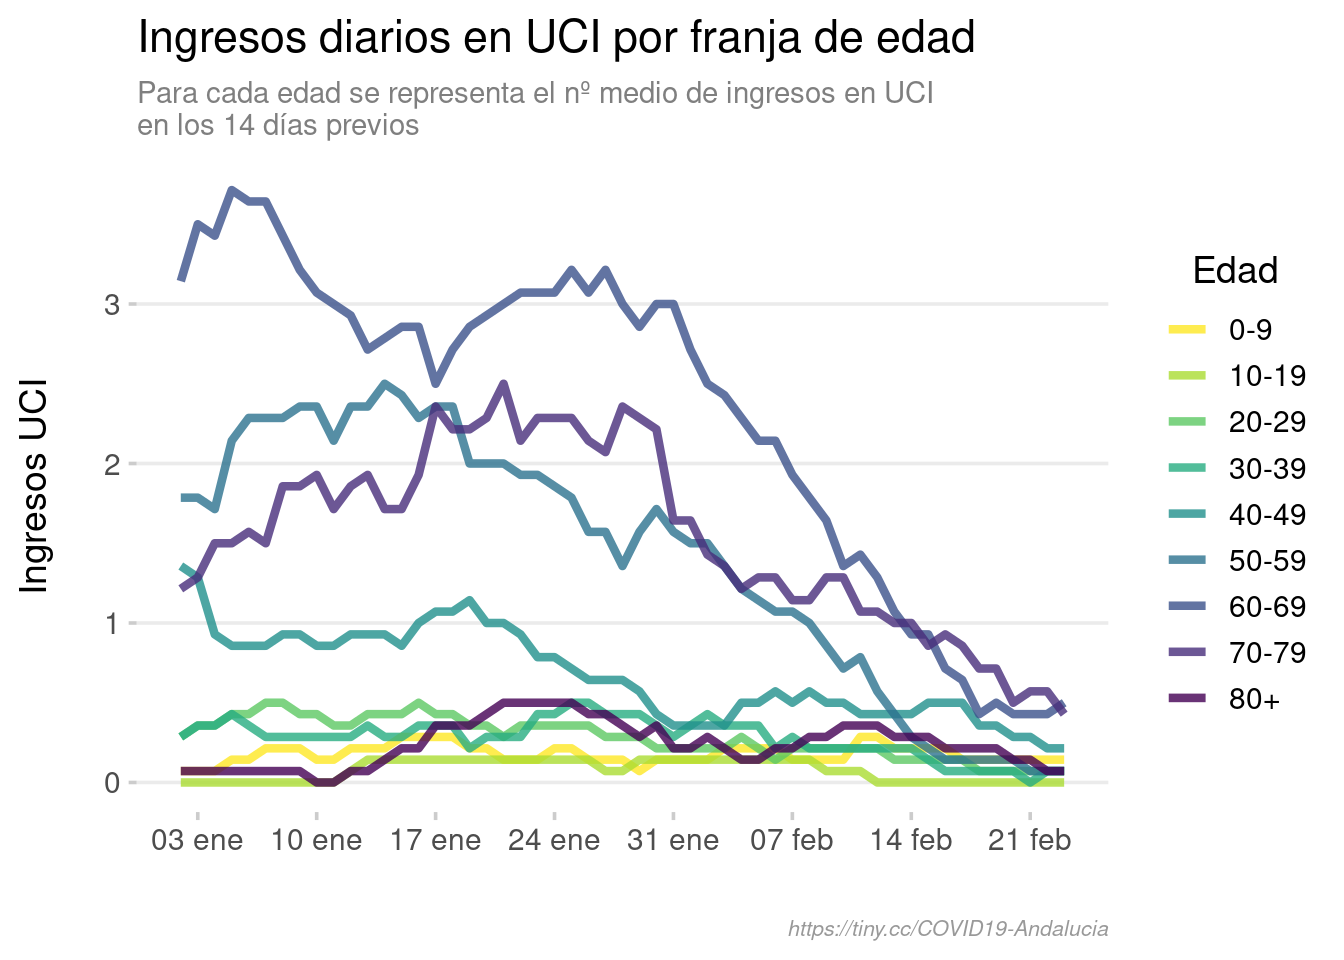 Ingresos diarios en UCI por franja de edad
Para cada edad se representa el nº medio de ingresos en UCI
en los 14 días previos
Ingresos UCI
3
2
1
0
03 ene
10 ene
17 ene
24 ene
31 ene
07 feb
14 feb
21 feb
Edad
0-9
10-19
20-29
30-39
40-49
50-59
60-69
70-79
80+
https://tiny.cc/COVID19-Andalucia